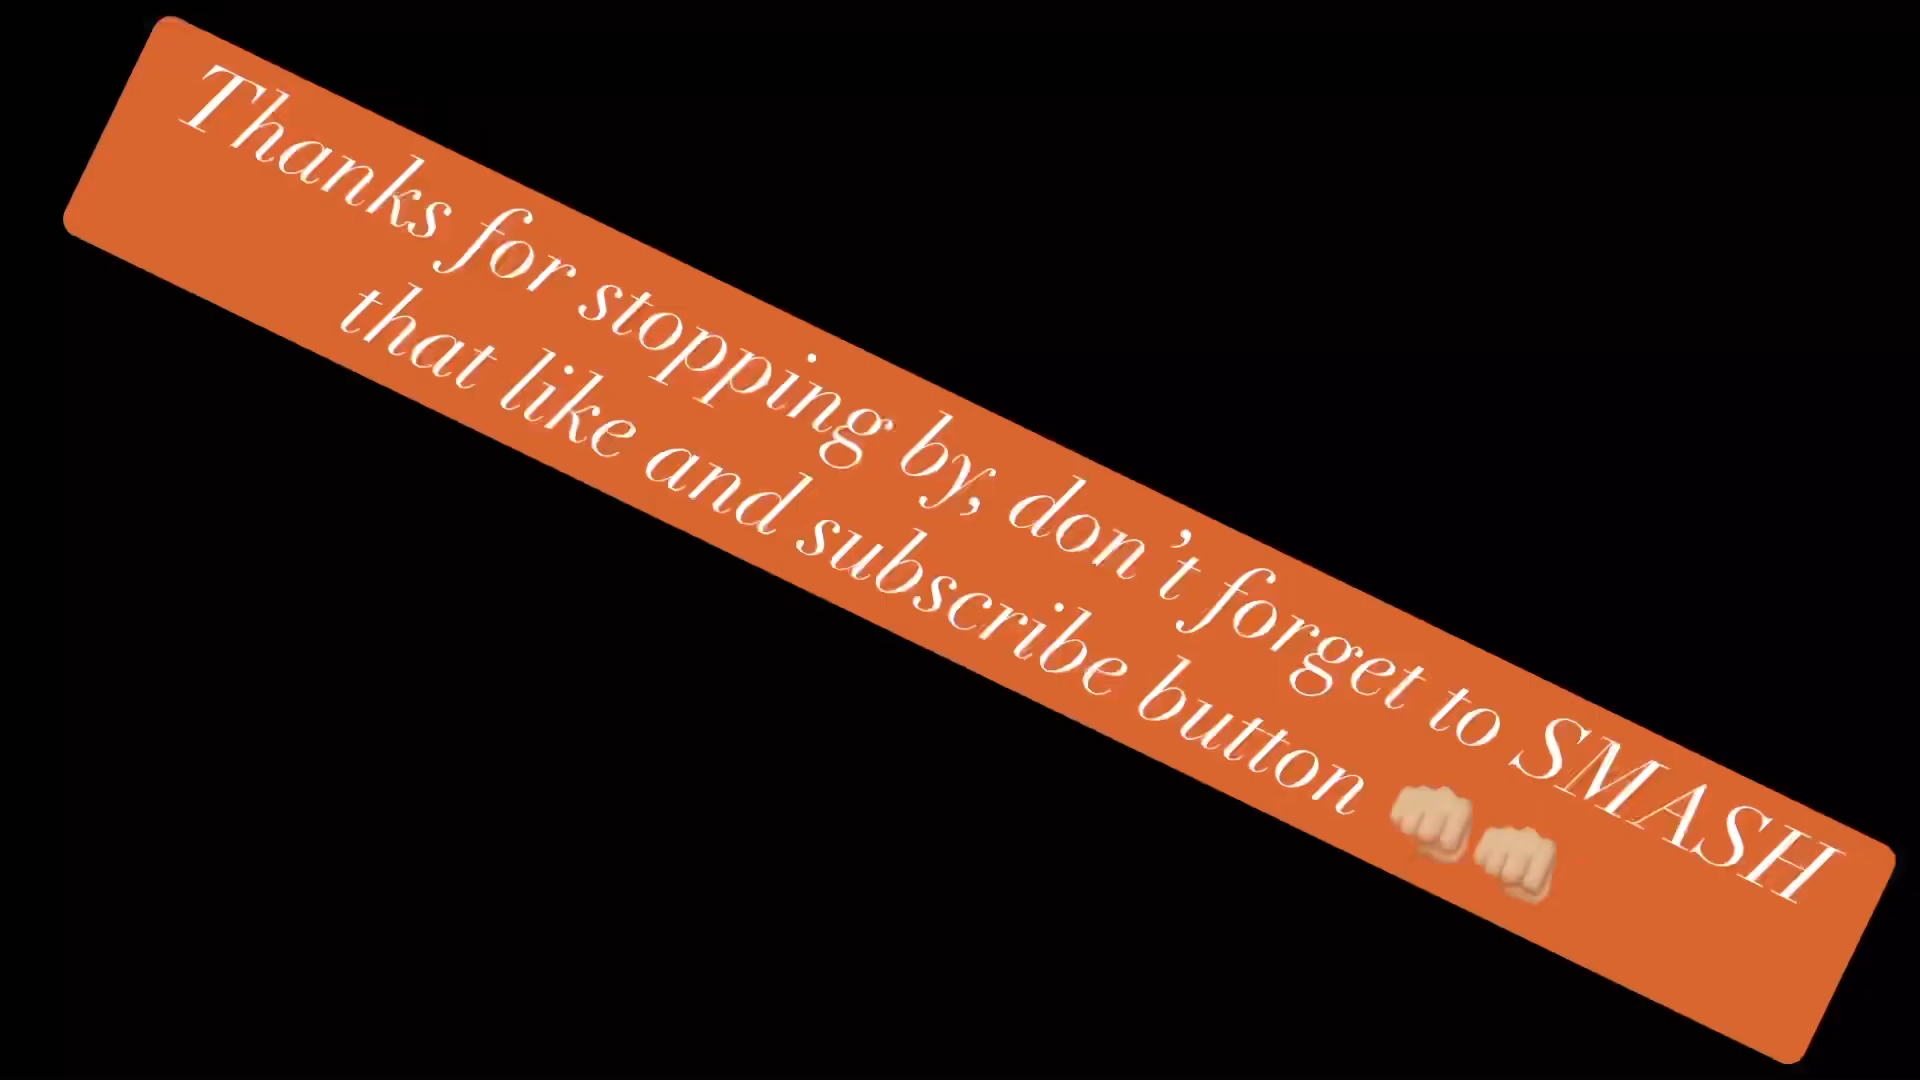 Thanks for stopping by, don’t forget to SMASH
that like and subscribe button 👊🏼👊🏼